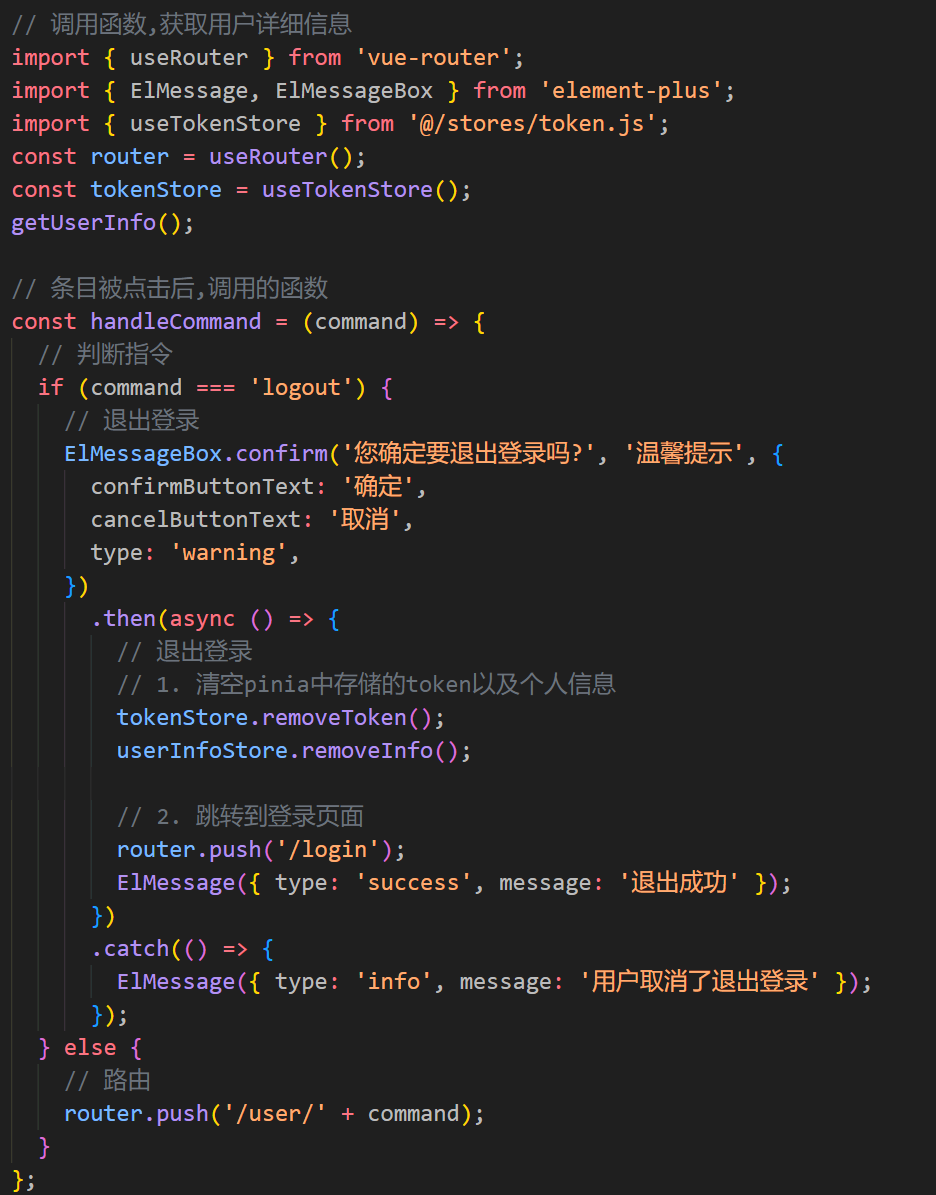 // 调用函数,获取用户详细信息
import { useRouter } from 'vue-router';
import { ElMessage, ElMessageBox } from 'element-plus';
import { useTokenStore } from '@/stores/token.js';
const router = useRouter();
const tokenStore = useTokenStore();
getUserInfo();

// 条目被点击后,调用的函数
const handleCommand = (command) => {
  // 判断指令
  if (command === 'logout') {
    // 退出登录
    ElMessageBox.confirm('您确定要退出登录吗?', '温馨提示', {
      confirmButtonText: '确定',
      cancelButtonText: '取消',
      type: 'warning',
    })
      .then(async () => {
        // 退出登录
        // 1. 清空pinia中存储的token以及个人信息
        tokenStore.removeToken();
        userInfoStore.removeInfo();

        // 2. 跳转到登录页面
        router.push('/login');
        ElMessage({ type: 'success', message: '退出成功' });
      })
      .catch(() => {
        ElMessage({ type: 'info', message: '用户取消了退出登录' });
      });
  } else {
    // 路由
    router.push('/user/' + command);
  }
};